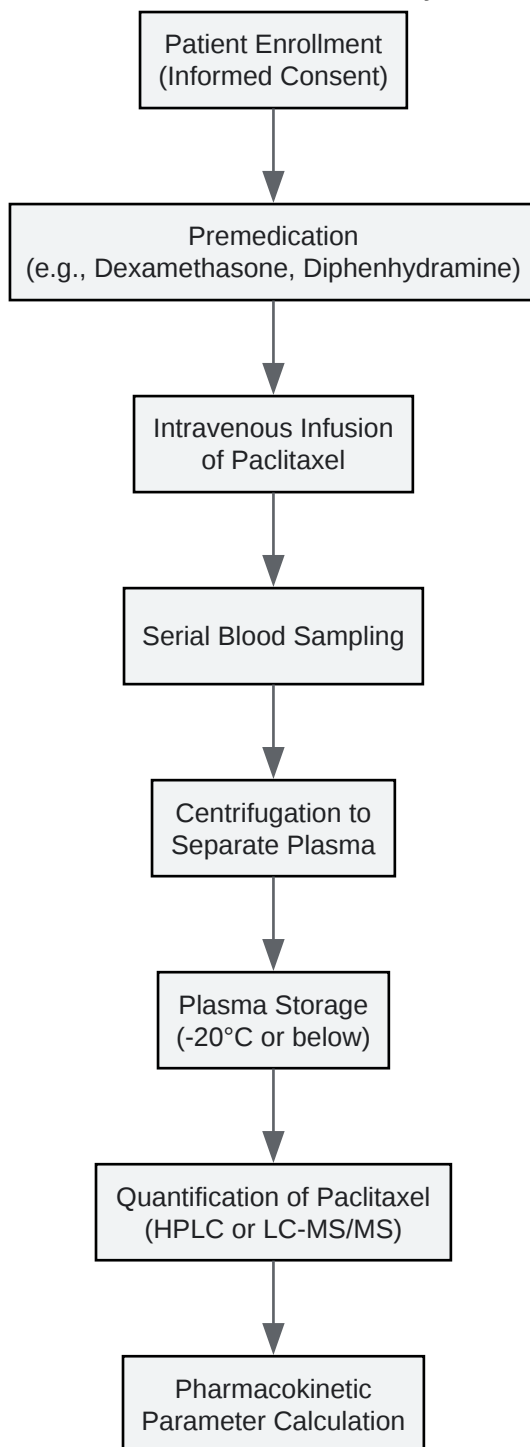 Patient Enrollment
(Informed Consent)
Premedication
(e.g., Dexamethasone, Diphenhydramine)
Intravenous Infusion
of Paclitaxel
Serial Blood Sampling
Centrifugation to
Separate Plasma
Plasma Storage
(-20°C or below)
Quantification of Paclitaxel
(HPLC or LC-MS/MS)
Pharmacokinetic
Parameter Calculation